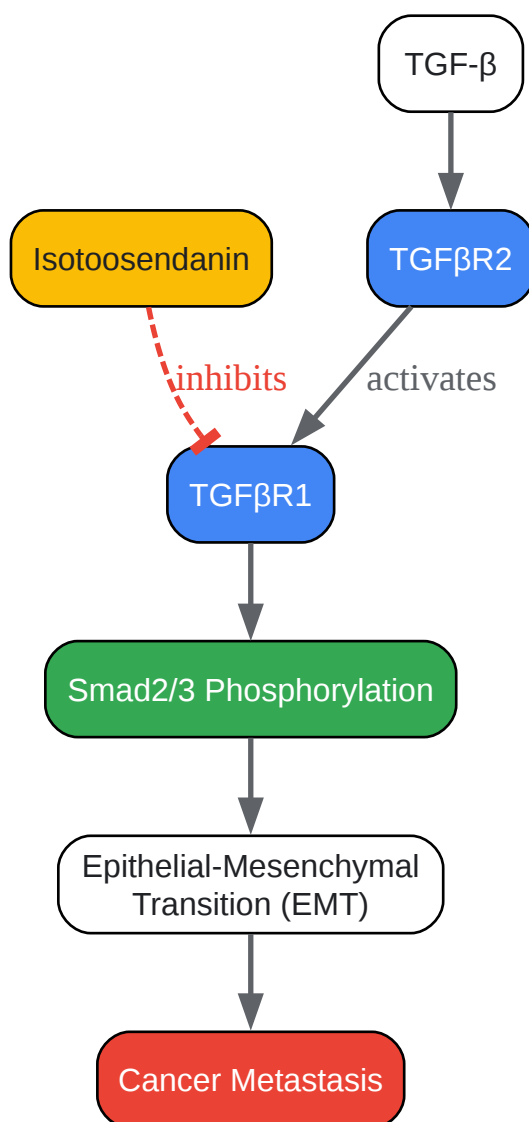 TGF-β
Isotoosendanin
TGFβR2
inhibits
activates
TGFβR1
Smad2/3 Phosphorylation
Epithelial-Mesenchymal
Transition (EMT)
Cancer Metastasis